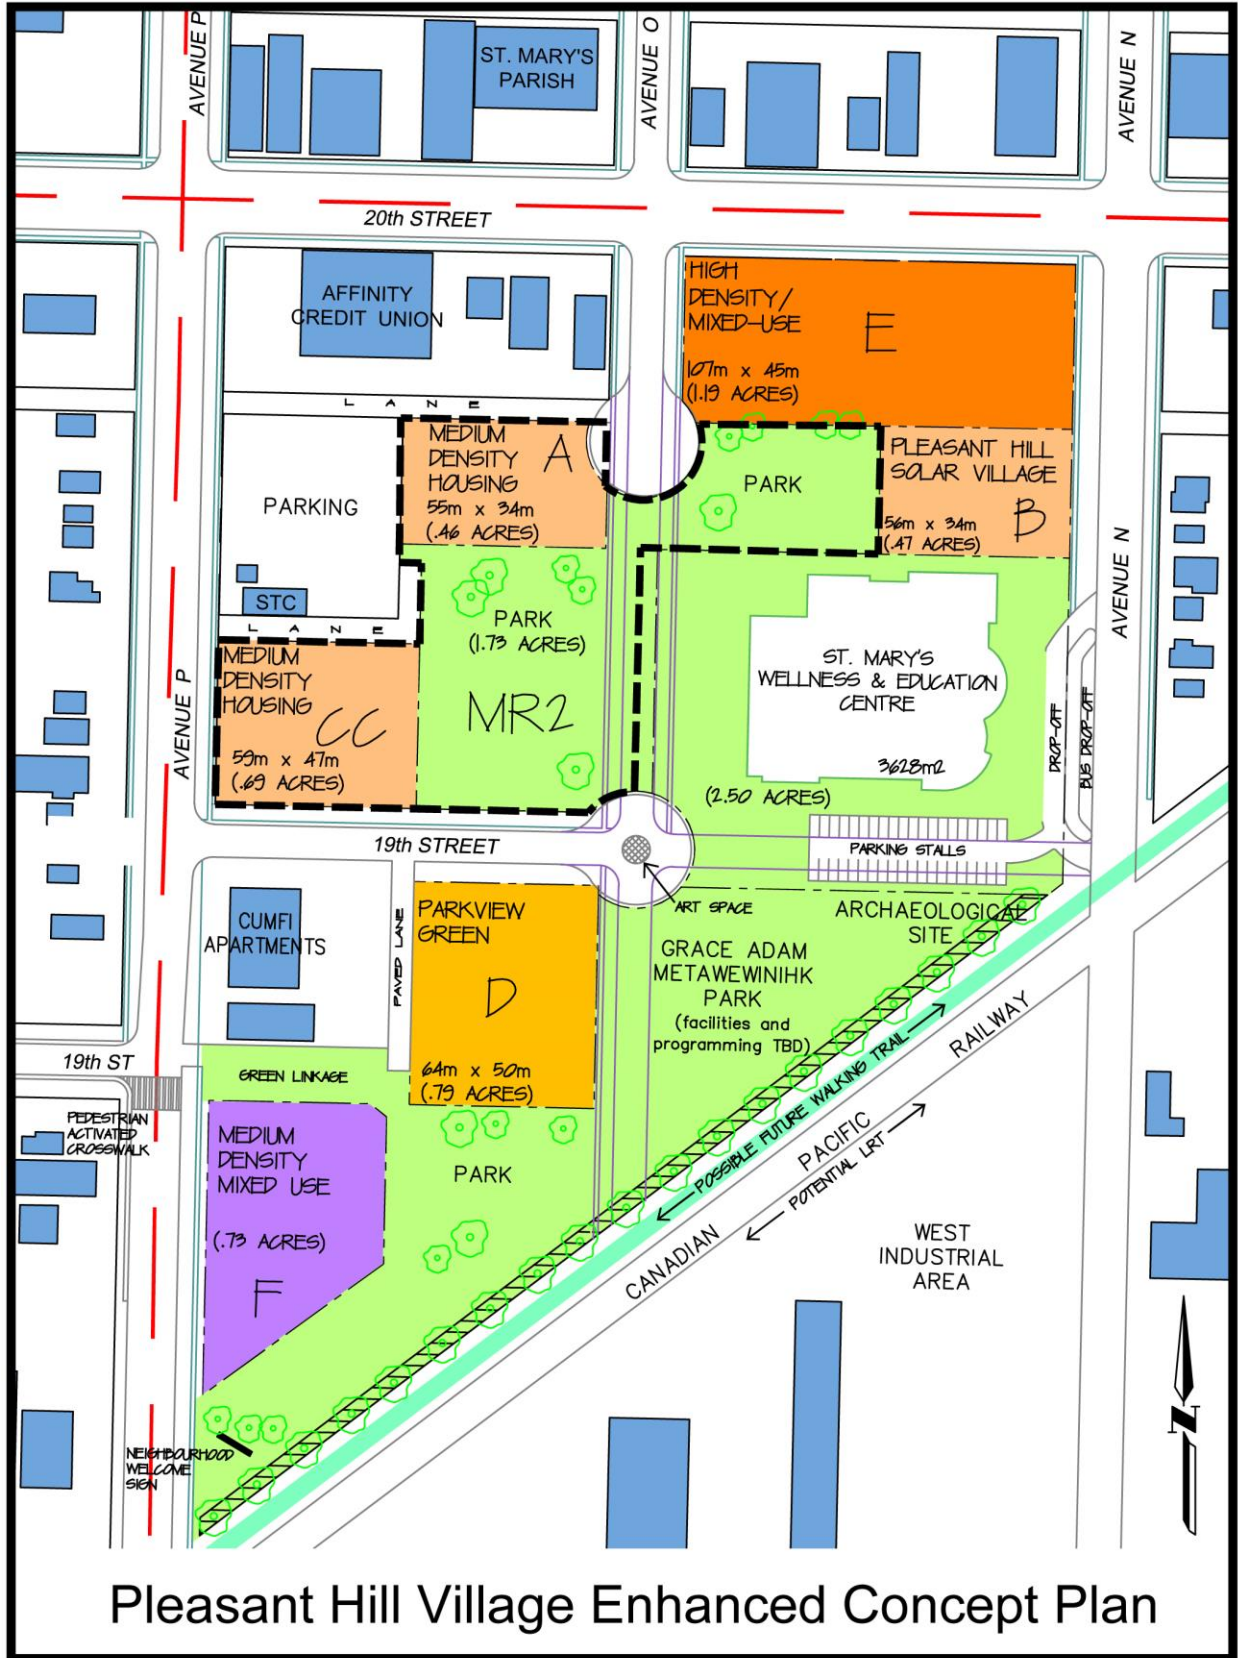 AVENUE P
ST. MARY'S
PARISH
AVENUE O
AVENUE N
20th STREET
AFFINITY
CREDIT UNION
HIGH
DENSITY/
MIXED-USE
E
107m x 45m
(1.19 ACRES)
LANE
MEDIUM
DENSITY
HOUSING
A
55m x 34m
(.46 ACRES)
PARKING
PARK
PLEASANT HILL
SOLAR VILLAGE
B
56m x 34m
(.47 ACRES)
STC
LANE
PARK
(1.73 ACRES)
MR2
AVENUE N
MEDIUM
DENSITY
HOUSING
CC
59m x 47m
(.69 ACRES)
AVENUE P
ST. MARY'S
WELLNESS & EDUCATION
CENTRE
3628m2
(2.50 ACRES)
DROP-OFF
BUS DROP-OFF
19th STREET
PARKING STALLS
ART SPACE
ARCHAEOLOGICAL
SITE
CUMFI
APARTMENTS
PAVED LANE
PARKVIEW
GREEN
D
64m x 50m
(.79 ACRES)
GRACE ADAM
METAWEWINIHK
PARK
(facilities and
programming TBD)
19th ST
GREEN LINKAGE
PEDESTRIAN
ACTIVATED
CROSSWALK
MEDIUM
DENSITY
MIXED USE
(.73 ACRES)
F
PARK
POSSIBLE FUTURE WALKING TRAIL
CANADIAN PACIFIC RAILWAY
POTENTIAL LRT
WEST
INDUSTRIAL
AREA
NEIGHBOURHOOD
WELCOME
SIGN
N
Pleasant Hill Village Enhanced Concept Plan